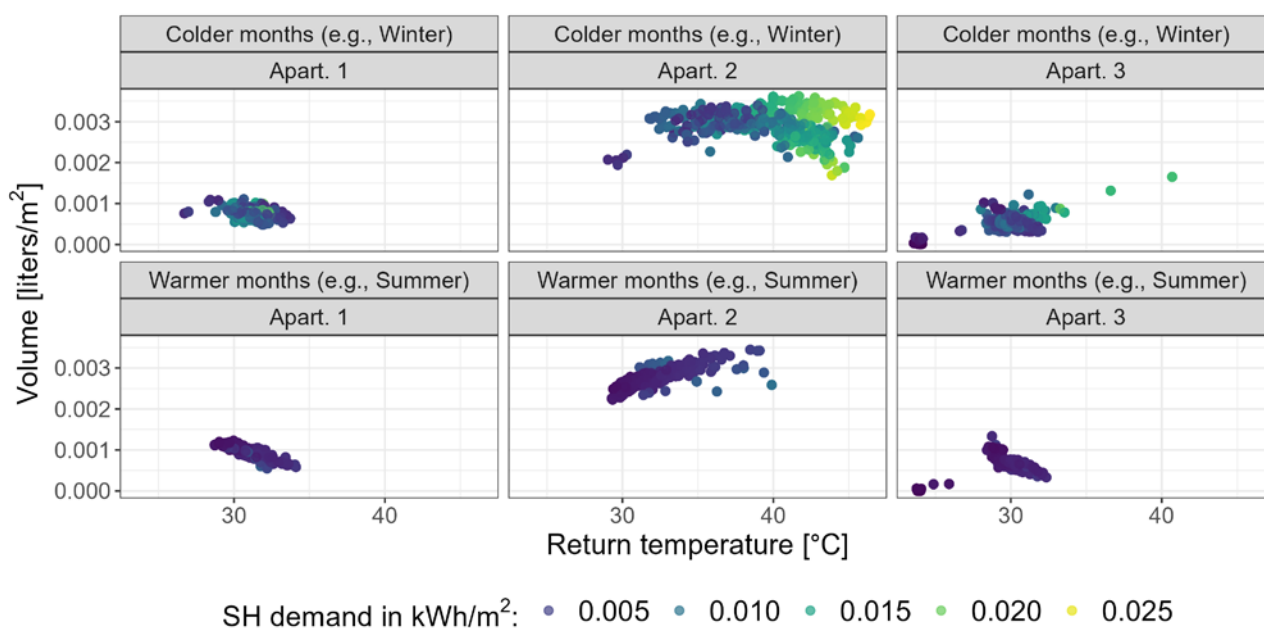 Colder months (e.g., Winter) Colder months (e.g., Winter) Colder months (e.g., Winter)
Apart. 1 Apart. 2 Apart. 3
0.003
0.002
0.001
0.000
Warmer months (e.g., Summer) Warmer months (e.g., Summer) Warmer months (e.g., Summer)
Apart. 1 Apart. 2 Apart. 3
0.003
0.002
0.001
0.000
Volume [liters/m²]
30 40 30 40 30 40
Return temperature [°C]
SH demand in kWh/m²: 0.005 0.010 0.015 0.020 0.025